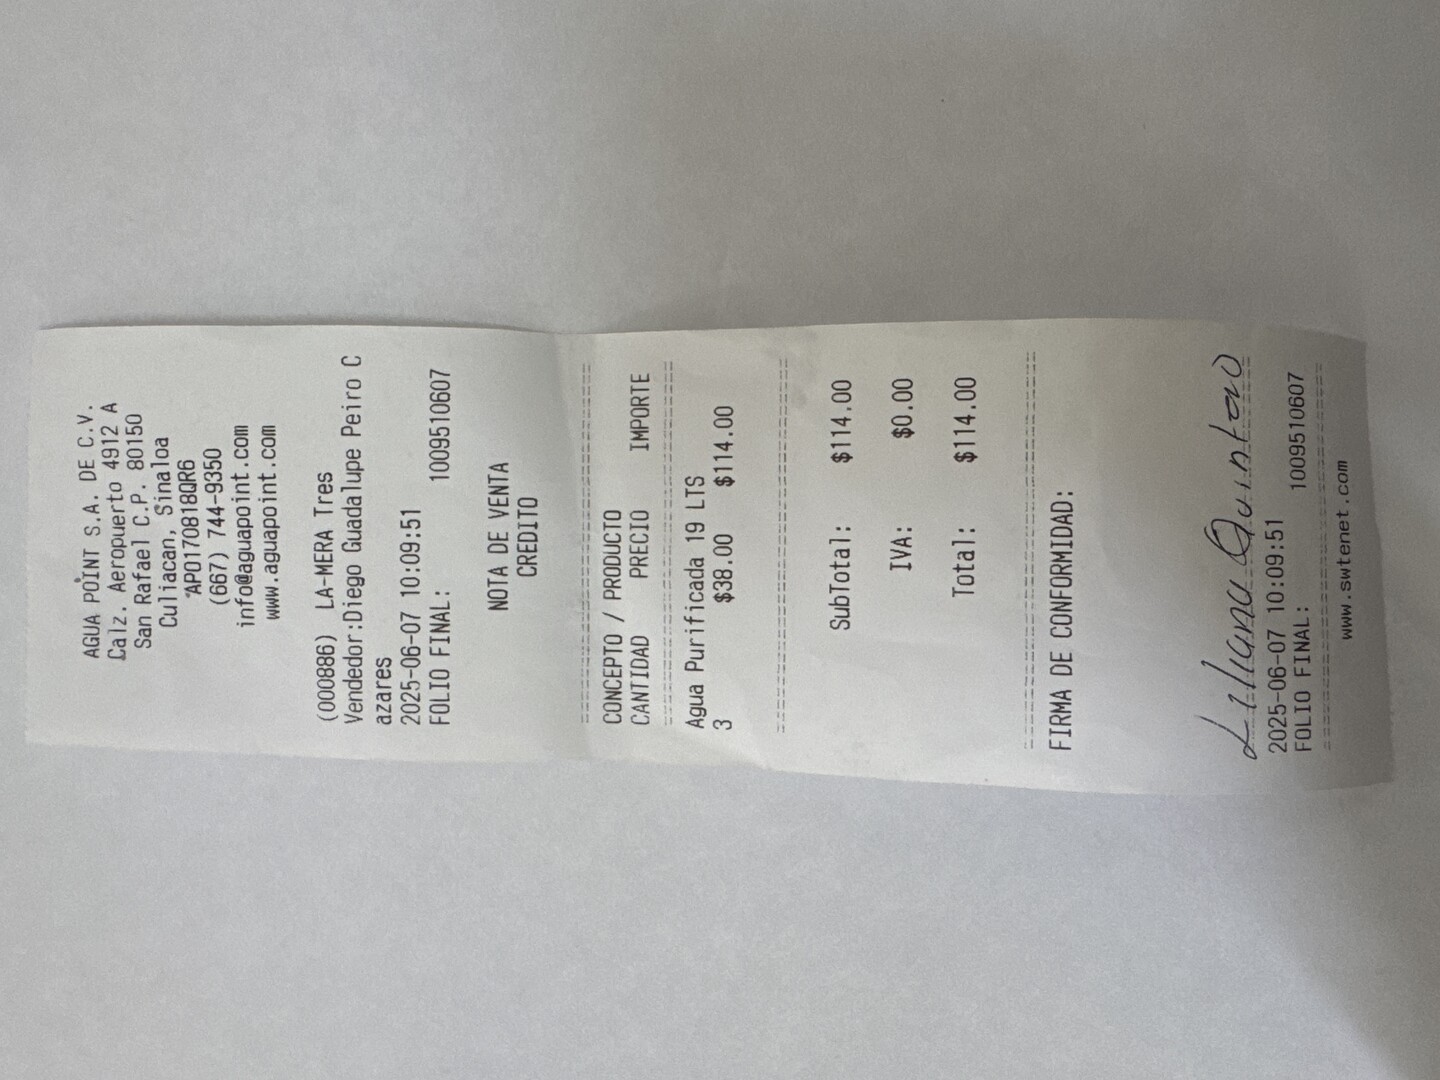 AGUA POINT S.A. DE C.V.
Calz. Aeropuerto 4912 A
San Rafael C.P. 80150
Culiacan, Sinaloa
APO170818QR6
(667) 744-9350
info@aguapoint.com
www.aguapoint.com
(000886) LA-MERA Tres
Vendedor:Diego Guadalupe Peiro C
azares
2025-06-07 10:09:51
FOLIO FINAL: 1009510607
NOTA DE VENTA
CREDITO
================================
CONCEPTO / PRODUCTO
CANTIDAD PRECIO IMPORTE
================================
Agua Purificada 19 LTS
3 $38.00 $114.00
================================
SubTotal: $114.00
IVA: $0.00
Total: $114.00
================================
FIRMA DE CONFORMIDAD:
Liliana Quintao
2025-06-07 10:09:51
FOLIO FINAL: 1009510607
================================
www.swtenet.com